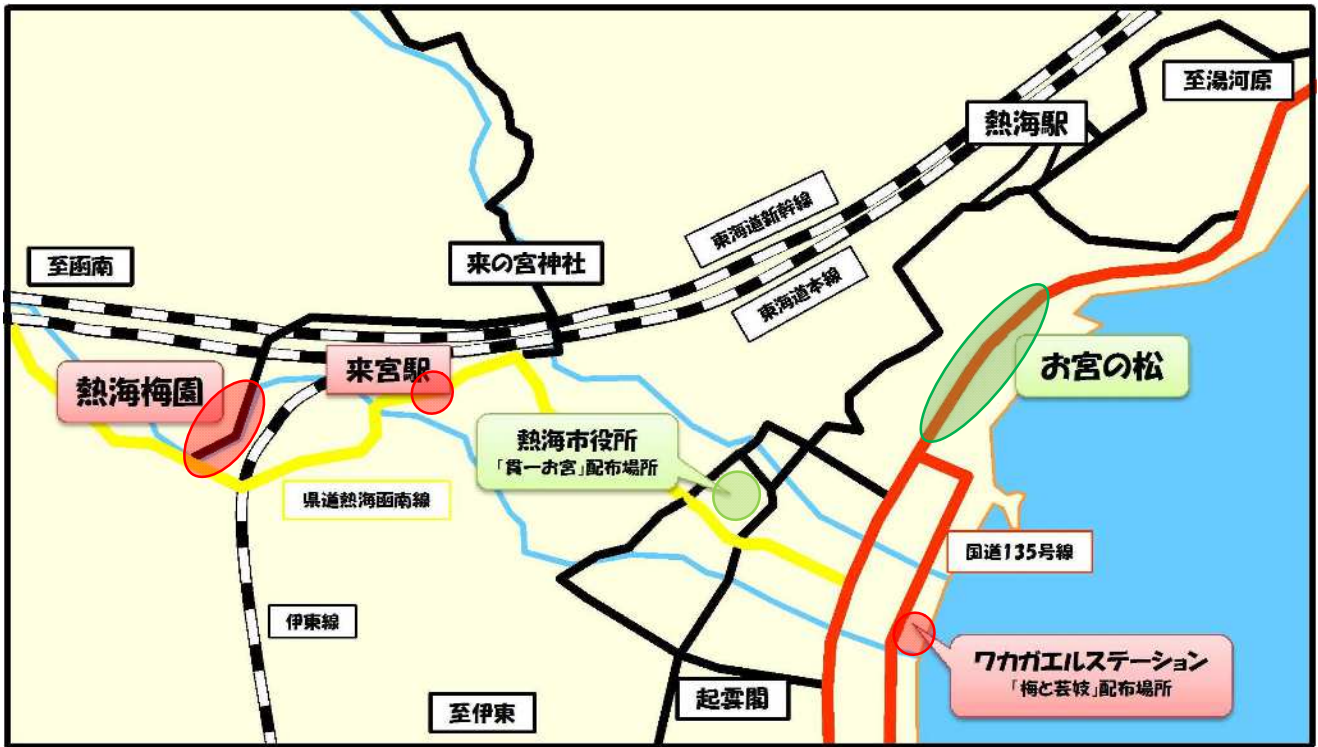 至湯河原
熱海駅
東海道新幹線
東海道本線
至函南
来の宮神社
熱海梅園
来宮駅
お宮の松
熱海市役所
「貫一お宮」配布場所
県道熱海函南線
国道135号線
伊東線
ワカガエルステーション
「梅と芸妓」配布場所
起雲閣
至伊東